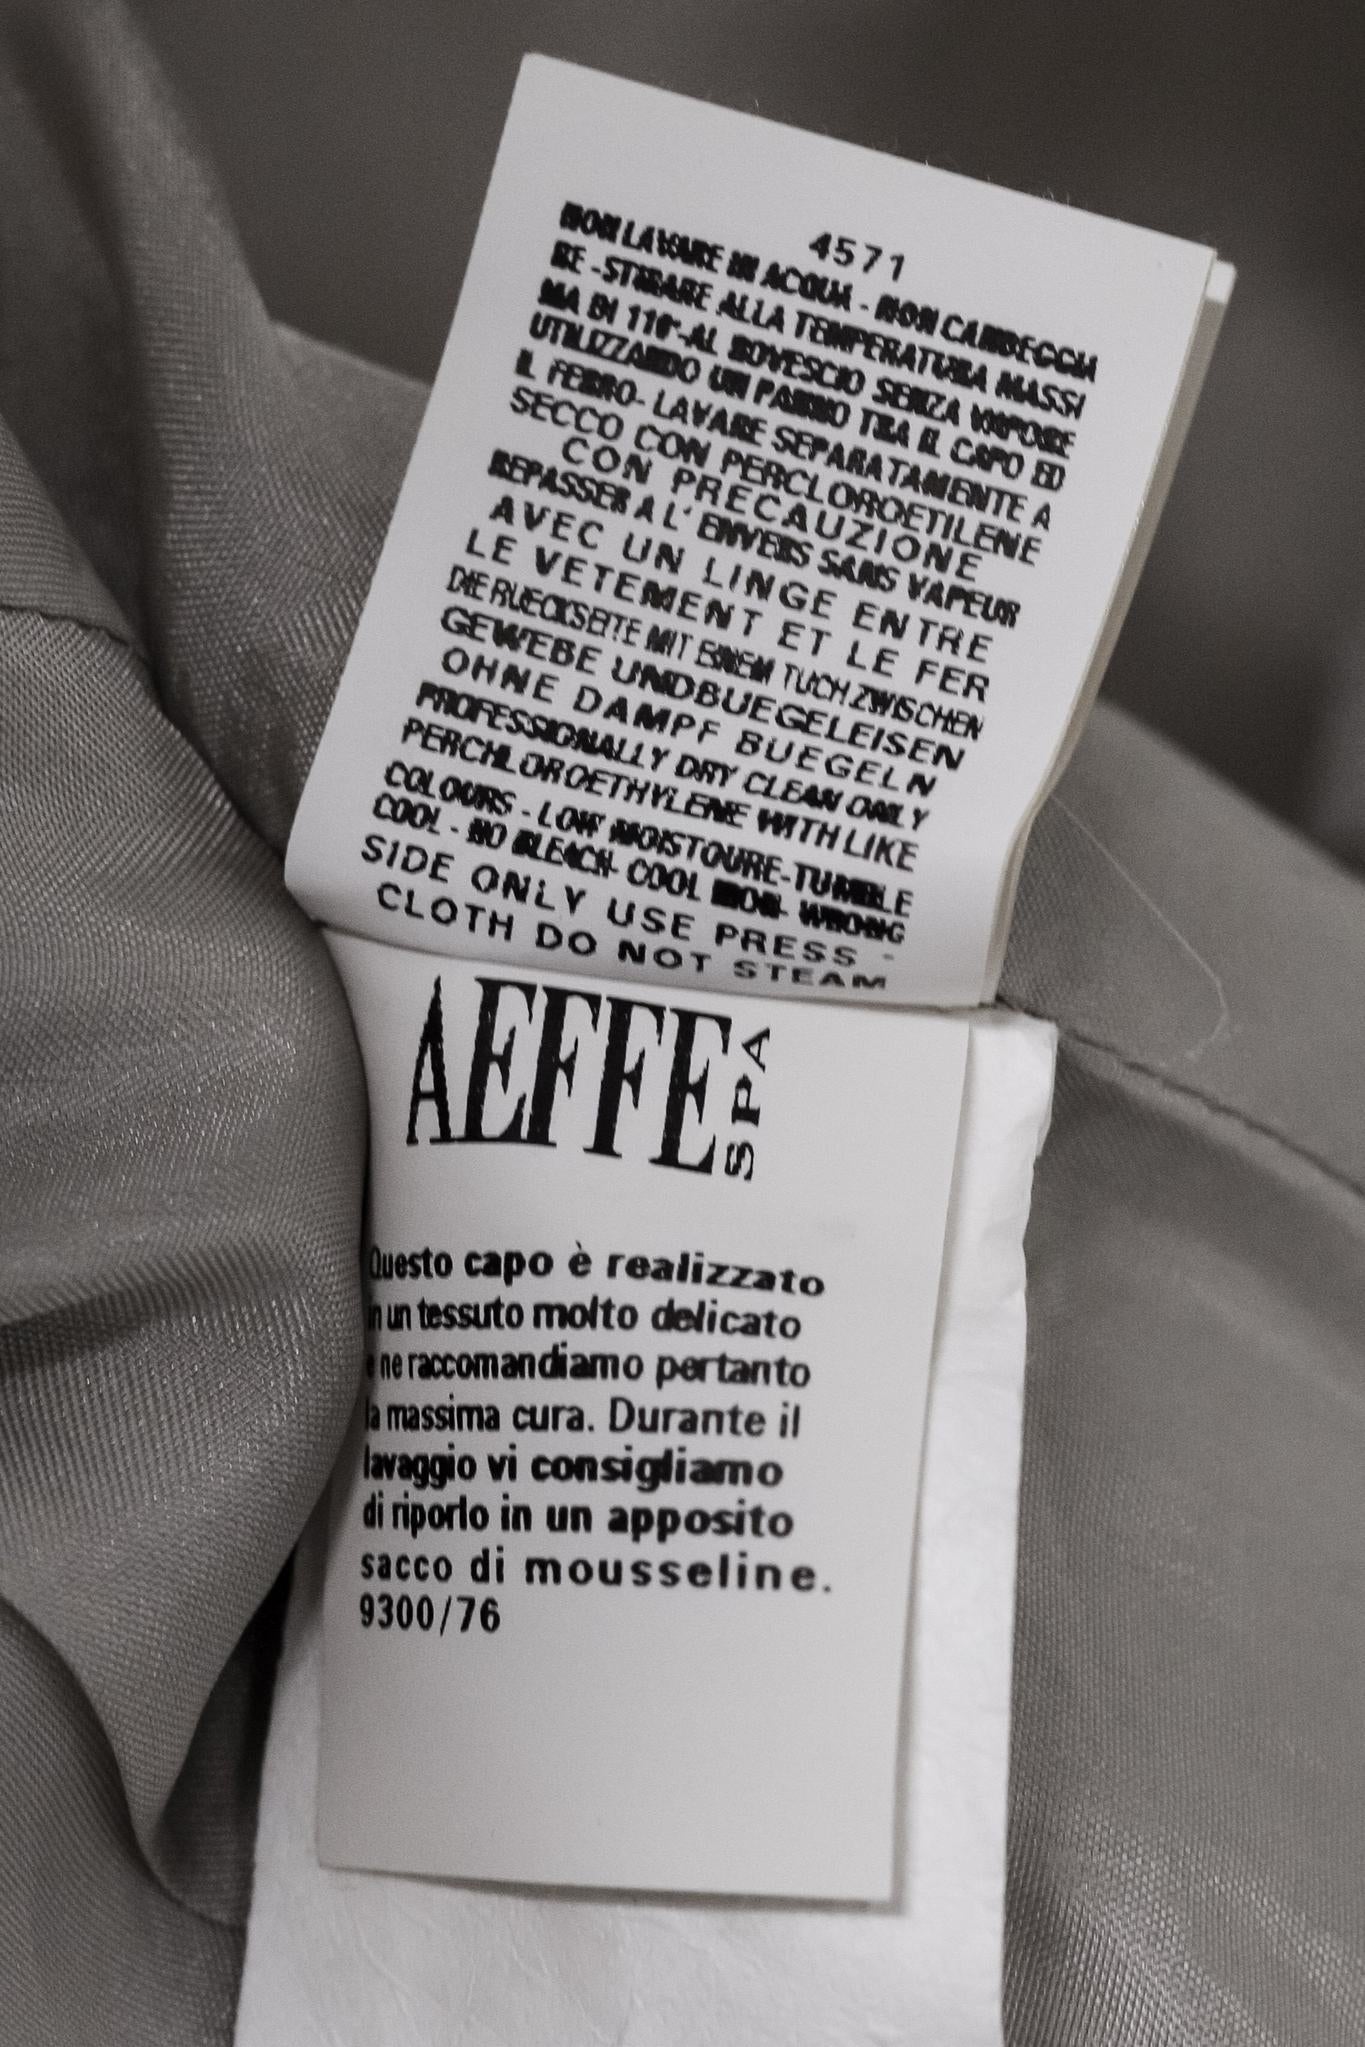 4571
NON LAVARE IN ACQUA - NON CANDEGGIA
RE - STIRARE ALLA TEMPERATURA MASSI
MA DI 110°-AL ROVESCIO SENZA VAPORE
UTILIZZANDO UN PANNO TRA IL CAPO ED
IL FERRO- LAVARE SEPARATAMENTE A
SECCO CON PERCLOROETILENE
CON PRECAUZIONE
REPASSER A L' ENVERS SANS VAPEUR
AVEC UN LINGE ENTRE
LE VETEMENT ET LE FER
DIE RUECKSEITE MIT EINEM TUCH ZWISCHEN
GEWEBE UNDBUEGELEISEN
OHNE DAMPF BUEGELN
PROFESSIONALLY DRY CLEAN ONLY
PERCHLOROETHYLENE WITH LIKE
COLOURS - LOW MOISTOURE-TUMBLE
COOL - NO BLEACH- COOL IRON- WRONG
SIDE ONLY USE PRESS -
CLOTH DO NOT STEAM
AEFFE SPA
Questo capo è realizzato
in un tessuto molto delicato
e ne raccomandiamo pertanto
la massima cura. Durante il
lavaggio vi consigliamo
di riporlo in un apposito
sacco di mousseline.
9300/76